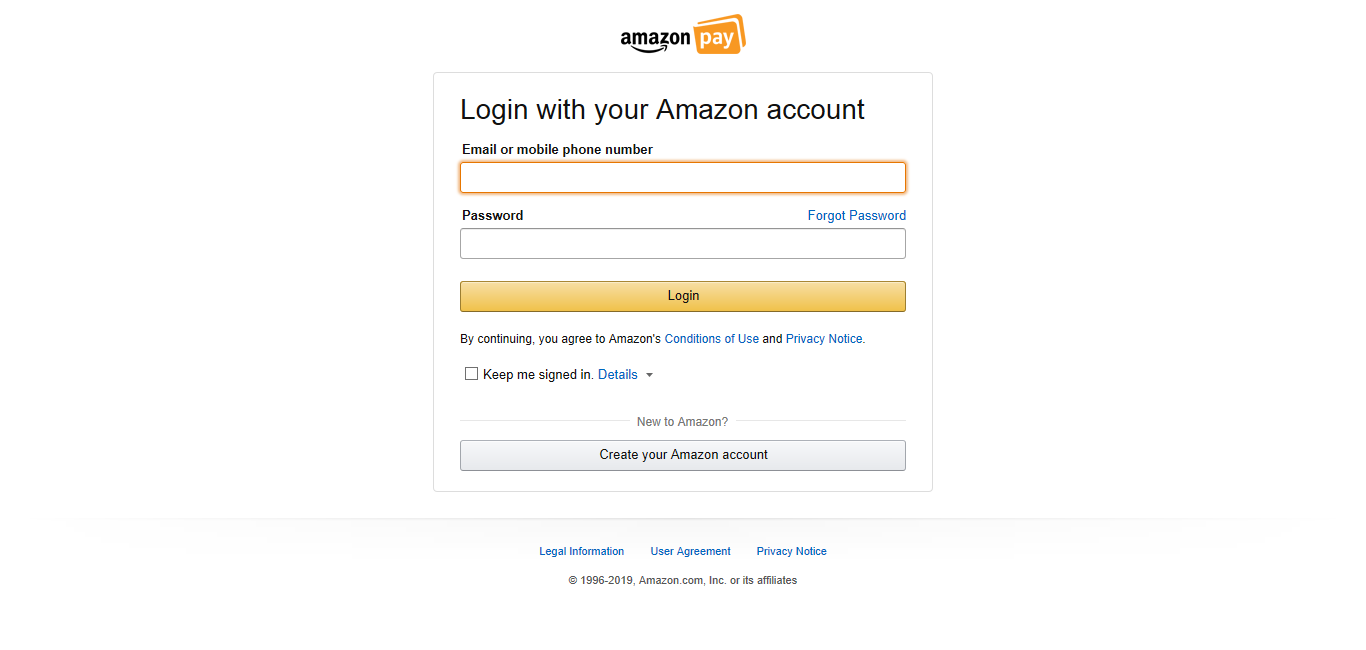 amazon pay
Login with your Amazon account
Email or mobile phone number
Password Forgot Password
Login
By continuing, you agree to Amazon's Conditions of Use and Privacy Notice.
Keep me signed in. Details
New to Amazon?
Create your Amazon account
Legal Information User Agreement Privacy Notice
© 1996-2019, Amazon.com, Inc. or its affiliates